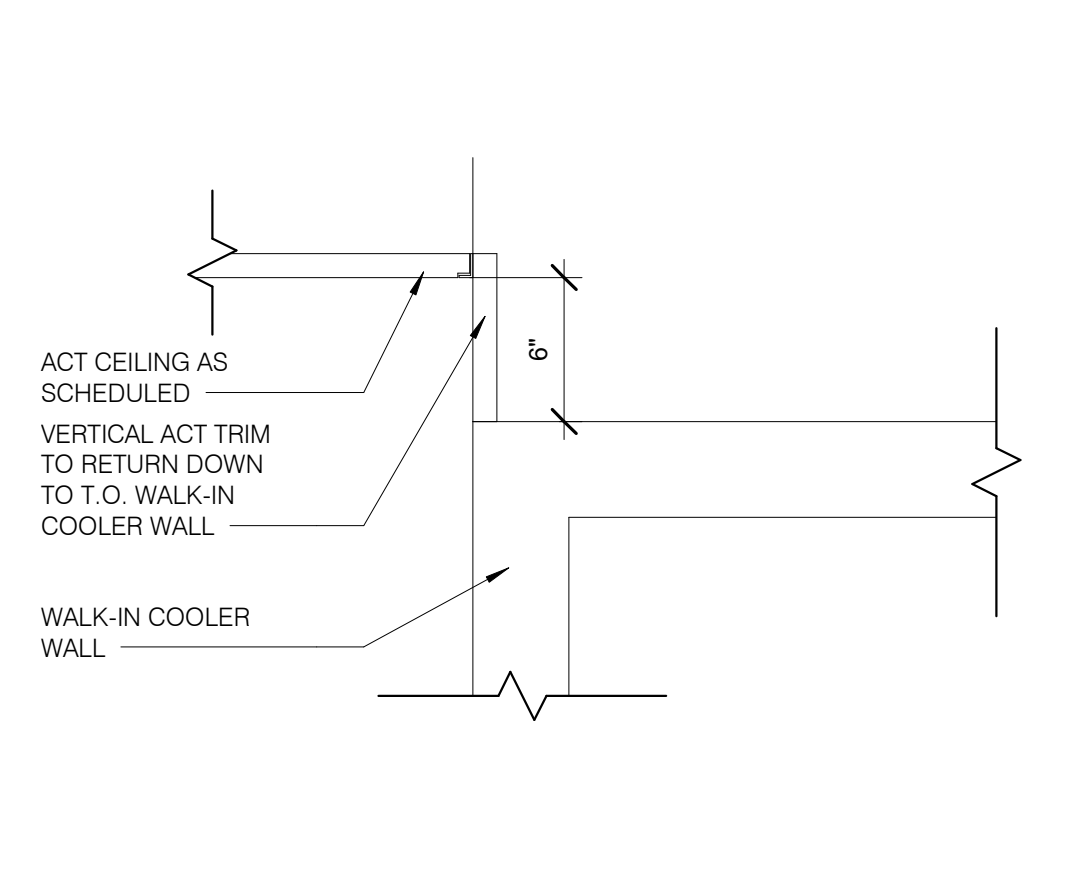 ACT CEILING AS
SCHEDULED
VERTICAL ACT TRIM
TO RETURN DOWN
TO T.O. WALK-IN
COOLER WALL
WALK-IN COOLER
WALL
6"